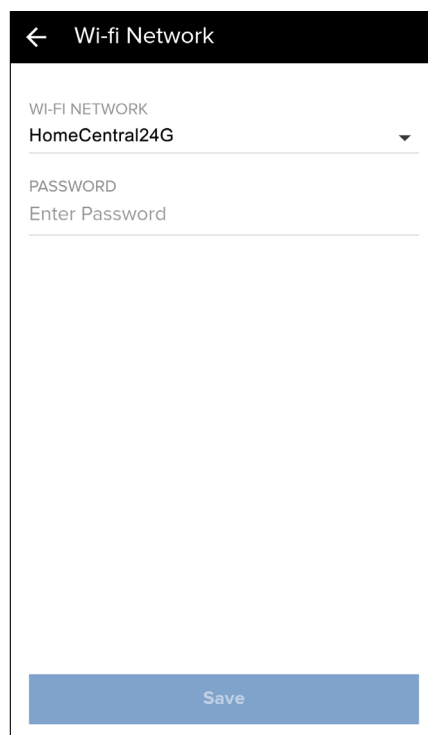 Wi-fi Network
WI-FI NETWORK
HomeCentral24G
PASSWORD
Enter Password
Save